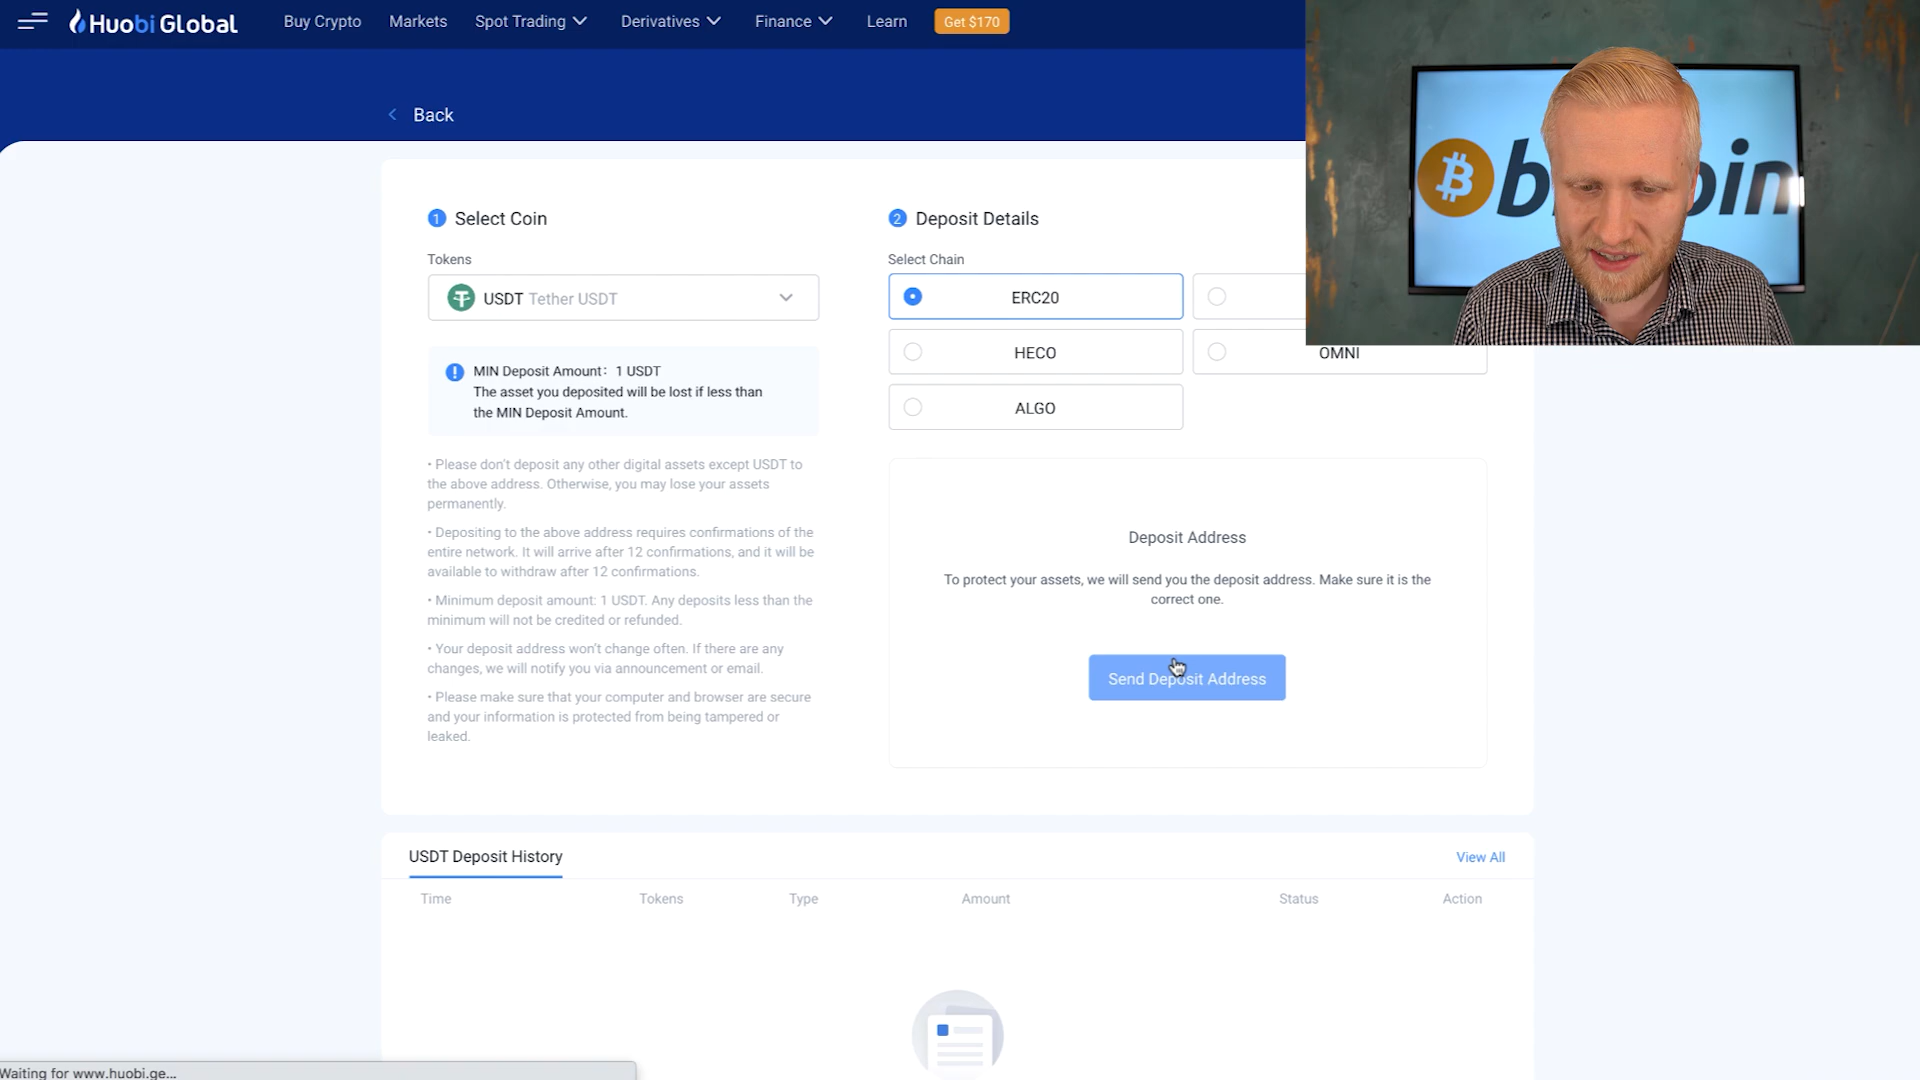 Huobi Global
Buy Crypto
Markets
Spot Trading
Derivatives
Finance
Learn
Get $170
Back
1 Select Coin
Tokens
USDT Tether USDT
MIN Deposit Amount： 1 USDT
The asset you deposited will be lost if less than
the MIN Deposit Amount.
• Please don't deposit any other digital assets except USDT to
the above address. Otherwise, you may lose your assets
permanently.
• Depositing to the above address requires confirmations of the
entire network. It will arrive after 12 confirmations, and it will be
available to withdraw after 12 confirmations.
• Minimum deposit amount: 1 USDT. Any deposits less than the
minimum will not be credited or refunded.
• Your deposit address won't change often. If there are any
changes, we will notify you via announcement or email.
• Please make sure that your computer and browser are secure
and your information is protected from being tampered or
leaked.
2 Deposit Details
Select Chain
ERC20
HECO
OMNI
ALGO
Deposit Address
To protect your assets, we will send you the deposit address. Make sure it is the
correct one.
Send Deposit Address
USDT Deposit History
View All
Time
Tokens
Type
Amount
Status
Action
Waiting for www.huobi.ge...